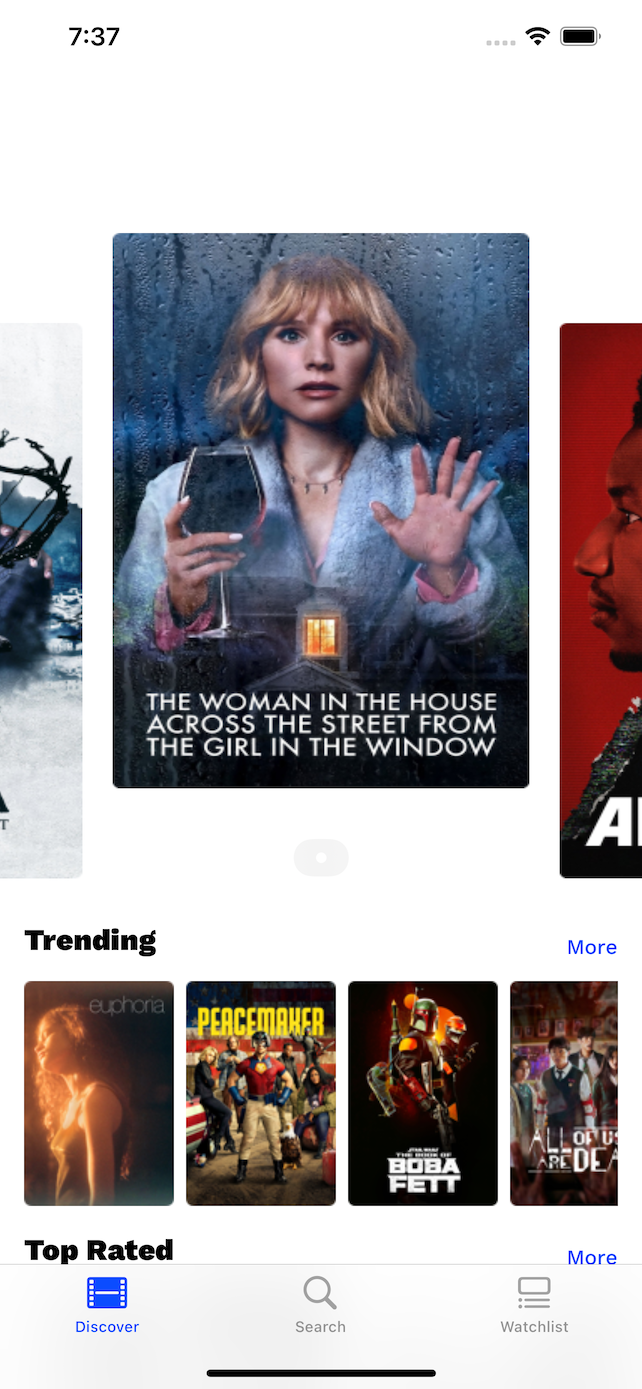 7:37
THE WOMAN IN THE HOUSE
ACROSS THE STREET FROM
THE GIRL IN THE WINDOW
Trending
More
euphoria
PEACEMAKER
STAR WARS
THE BOOK OF
BOBA
FETT
ALL OF US
ARE DEA
Top Rated
More
Discover
Search
Watchlist